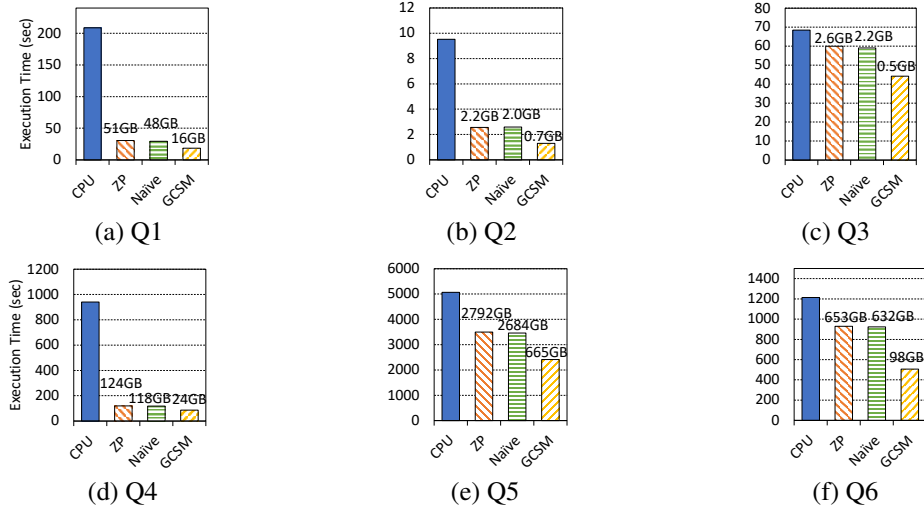 Execution Time (sec)
200
150
100
50
0
51GB
48GB
16GB
CPU
ZP
Naïve
GCSM
(a) Q1
12
10
8
6
4
2
0
2.2GB
2.0GB
0.7GB
CPU
ZP
Naïve
GCSM
(b) Q2
80
70
60
50
40
30
20
10
0
2.6GB
2.2GB
0.5GB
CPU
ZP
Naïve
GCSM
(c) Q3
Execution Time (sec)
1200
1000
800
600
400
200
0
124GB
118GB
24GB
CPU
ZP
Naïve
GCSM
(d) Q4
6000
5000
4000
3000
2000
1000
0
2792GB
2684GB
665GB
CPU
ZP
Naïve
GCSM
(e) Q5
1400
1200
1000
800
600
400
200
0
653GB
632GB
98GB
CPU
ZP
Naïve
GCSM
(f) Q6